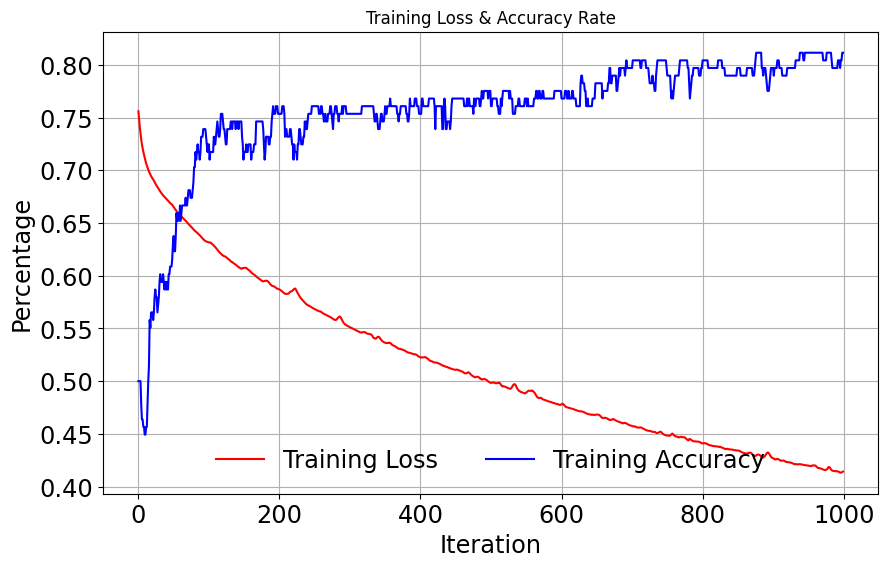 Training Loss & Accuracy Rate
Percentage
0.80
0.75
0.70
0.65
0.60
0.55
0.50
0.45
0.40
Training Loss
Training Accuracy
0 200 400 600 800 1000
Iteration